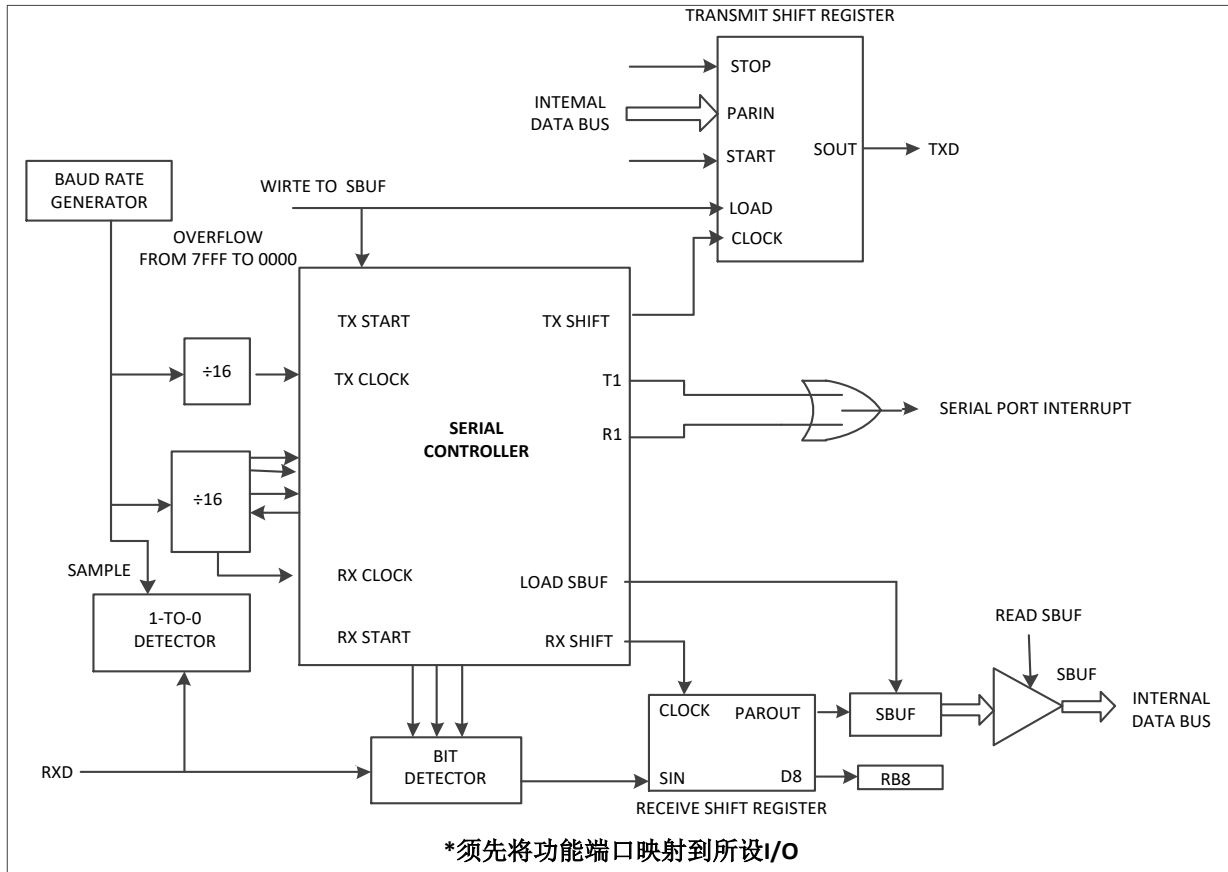 TRANSMIT SHIFT REGISTER
STOP
INTEMAL
DATA BUS
PARIN
START
SOUT
TXD
BAUD RATE
GENERATOR
WIRTE TO SBUF
LOAD
OVERFLOW
FROM 7FFF TO 0000
CLOCK
TX START
TX SHIFT
÷16
TX CLOCK
T1
SERIAL PORT INTERRUPT
SERIAL
CONTROLLER
R1
÷16
SAMPLE
RX CLOCK
LOAD SBUF
1-TO-0
DETECTOR
RX START
RX SHIFT
READ SBUF
SBUF
CLOCK
PAROUT
SBUF
INTERNAL
DATA BUS
RXD
BIT
DETECTOR
SIN
D8
RB8
RECEIVE SHIFT REGISTER
*须先将功能端口映射到所设I/O